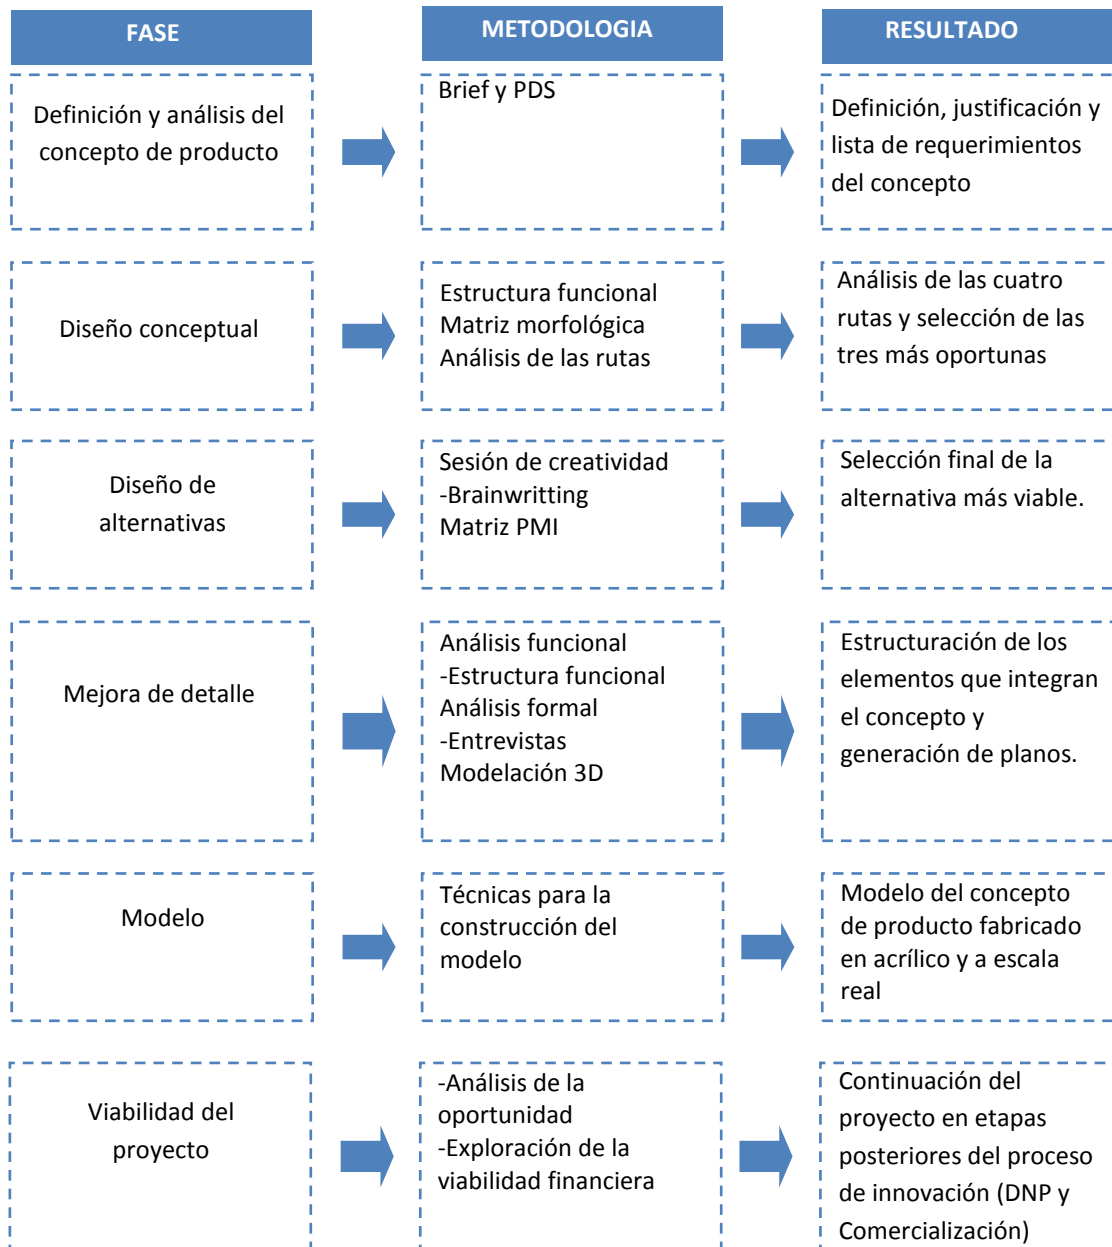 FASE
METODOLOGIA
RESULTADO
Definición y análisis del
concepto de producto
Brief y PDS
Definición, justificación y
lista de requerimientos
del concepto
Diseño conceptual
Estructura funcional
Matriz morfológica
Análisis de las rutas
Análisis de las cuatro
rutas y selección de las
tres más oportunas
Diseño de
alternativas
Sesión de creatividad
-Brainwritting
Matriz PMI
Selección final de la
alternativa más viable.
Mejora de detalle
Análisis funcional
-Estructura funcional
Análisis formal
-Entrevistas
Modelación 3D
Estructuración de los
elementos que integran
el concepto y
generación de planos.
Modelo
Técnicas para la
construcción del
modelo
Modelo del concepto
de producto fabricado
en acrílico y a escala
real
Viabilidad del
proyecto
-Análisis de la
oportunidad
-Exploración de la
viabilidad financiera
Continuación del
proyecto en etapas
posteriores del proceso
de innovación (DNP y
Comercialización)